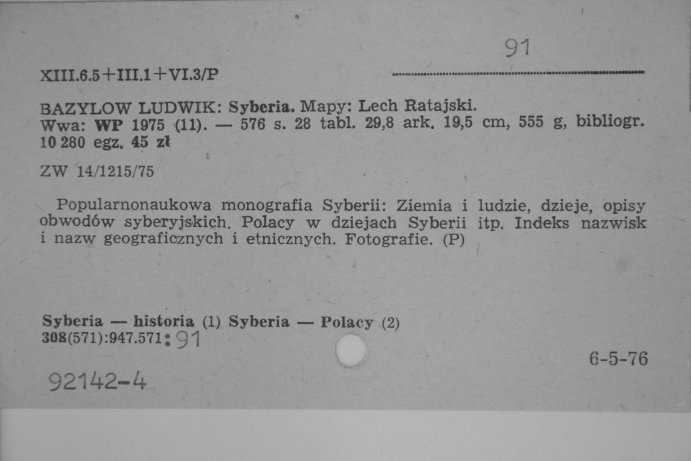 91
XIII.6.5+III.1+VI.3/P
BAZYLOW LUDWIK: Syberia. Mapy: Lech Ratajski.
Wwa: WP 1975 (11). — 576 s. 28 tabl. 29,8 ark. 19,5 cm, 555 g, bibliogr.
10 280 egz. 45 zł
ZW 14/1215/75
Popularnonaukowa monografia Syberii: Ziemia i ludzie, dzieje, opisy
obwodów syberyjskich. Polacy w dziejach Syberii itp. Indeks nazwisk
i nazw geograficznych i etnicznych. Fotografie. (P)
Syberia — historia (1) Syberia — Polacy (2)
308(571):947.571:91
6-5-76
92142-4